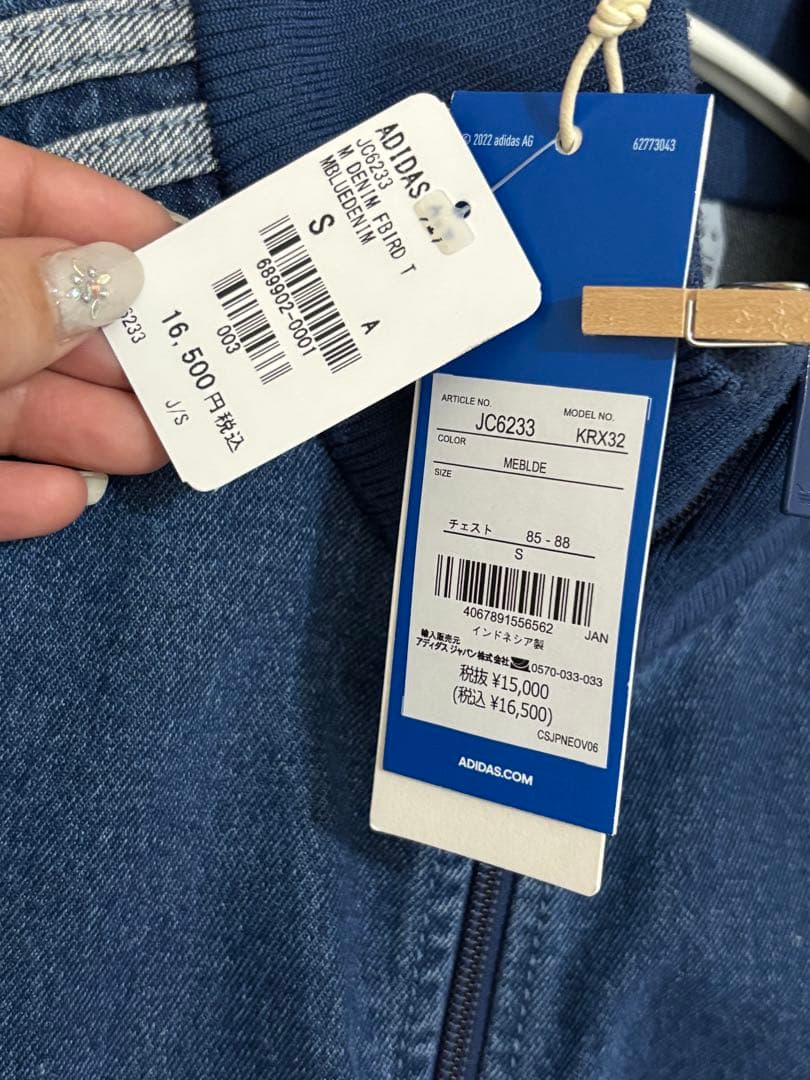 ADIDAS
JC6233
M DENIM FBIRD T
MBLUEDENIM
S
A
689902-0001
003
16,500円税込
J/S
6233
© 2022 adidas AG
62773043
ARTICLE NO.
MODEL NO.
JC6233
KRX32
COLOR
MEBLDE
SIZE
チェスト 85 - 88
S
4067891556562
JAN
インドネシア製
輸入販売元
アディダス ジャパン株式会社 0570-033-033
税抜 ¥15,000
(税込 ¥16,500)
CSJPNEOV06
ADIDAS.COM